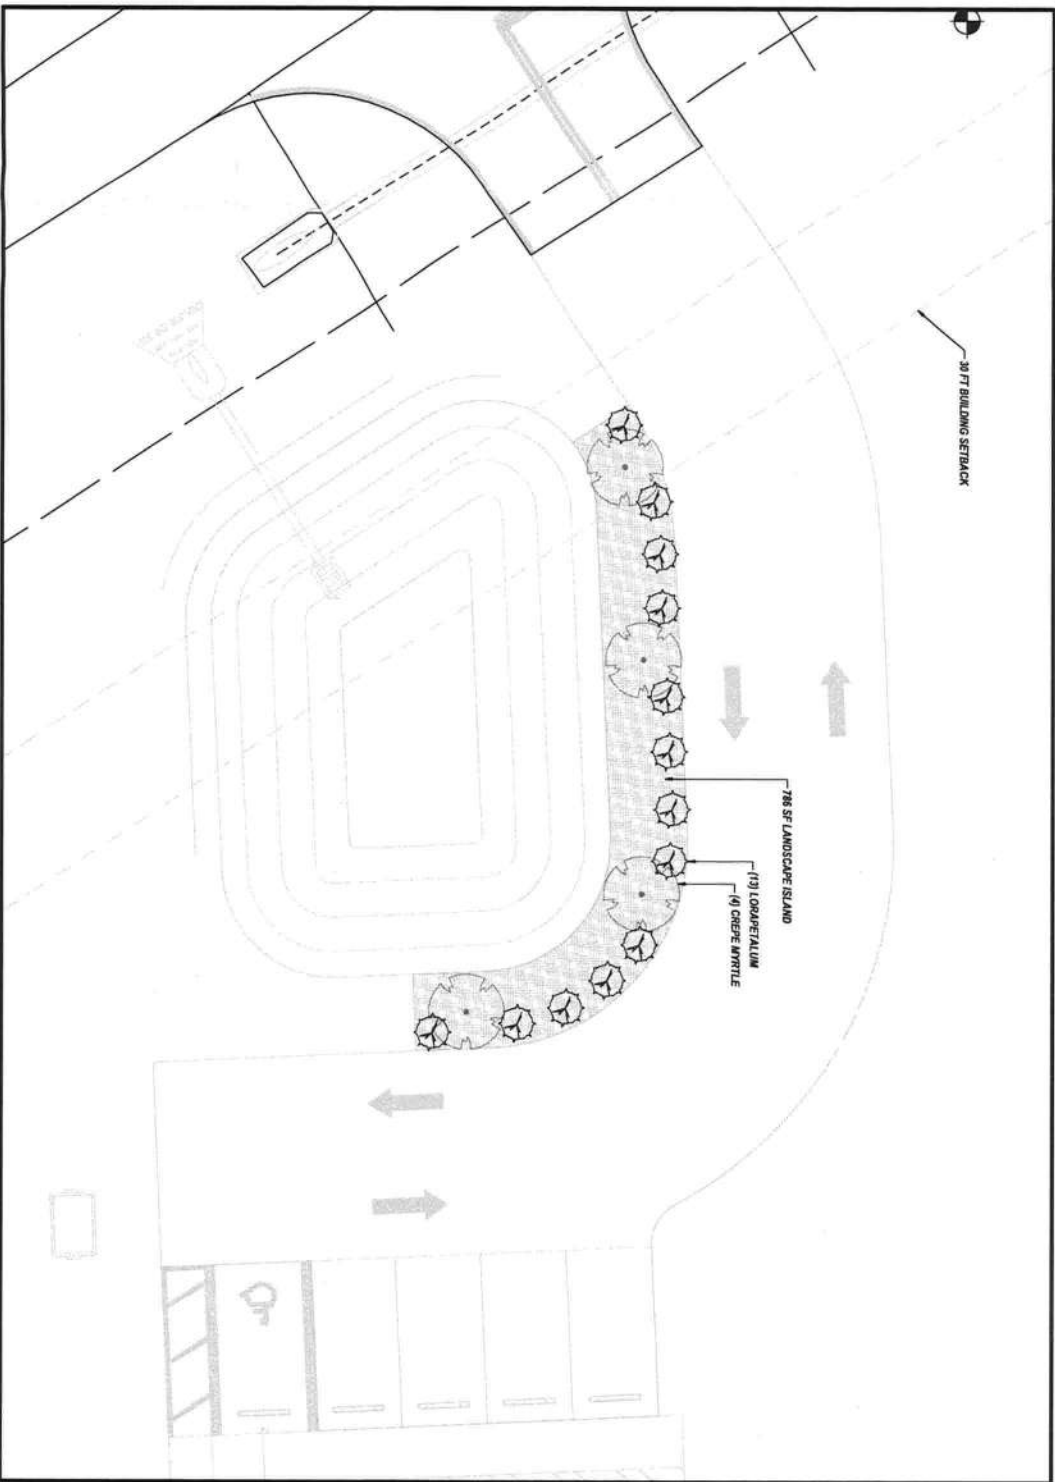 30 FT BUILDING SETBACK
786 SF LANDSCAPE ISLAND
(13) LORAPETALUM
(4) CREPE MYRTLE